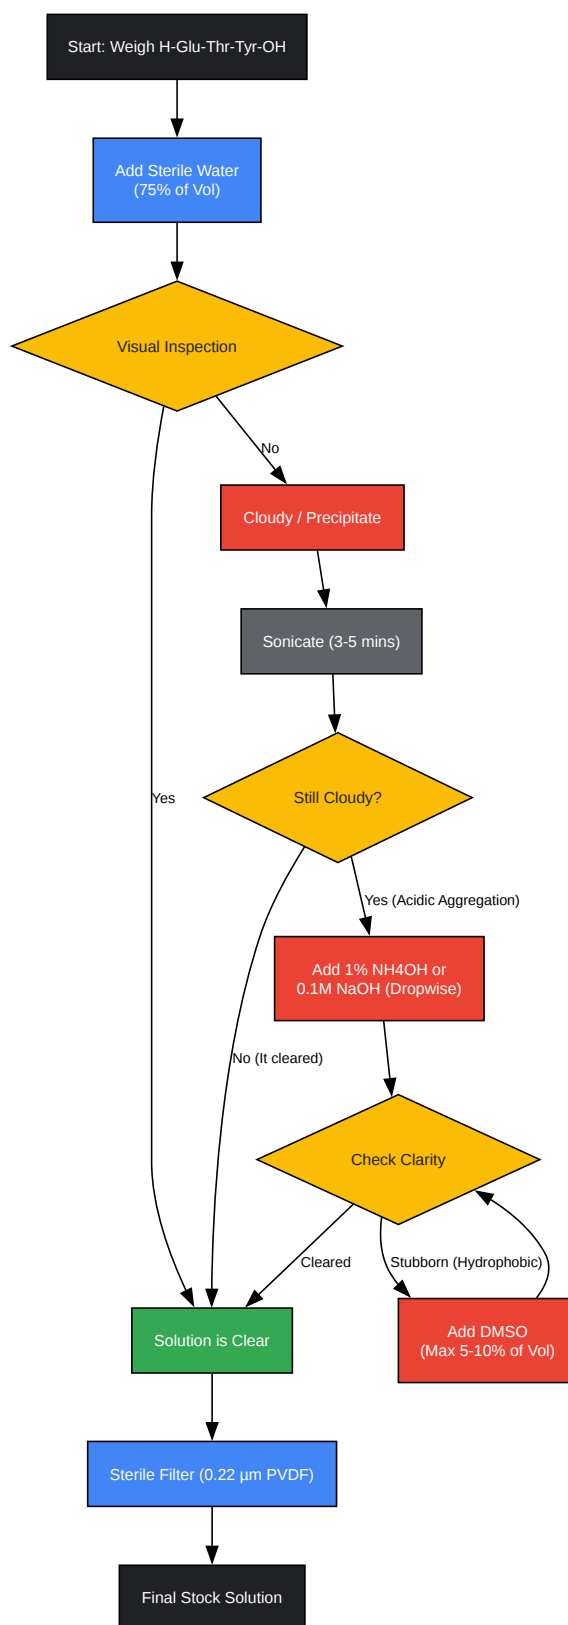 Start: Weigh H-Glu-Thr-Tyr-OH
Add Sterile Water
(75% of Vol)
Visual Inspection
No
Cloudy / Precipitate
Sonicate (3-5 mins)
Yes
Still Cloudy?
Yes (Acidic Aggregation)
Add 1% NH4OH or
0.1M NaOH (Dropwise)
No (It cleared)
Check Clarity
Cleared
Stubborn (Hydrophobic)
Add DMSO
(Max 5-10% of Vol)
Solution is Clear
Sterile Filter (0.22 µm PVDF)
Final Stock Solution